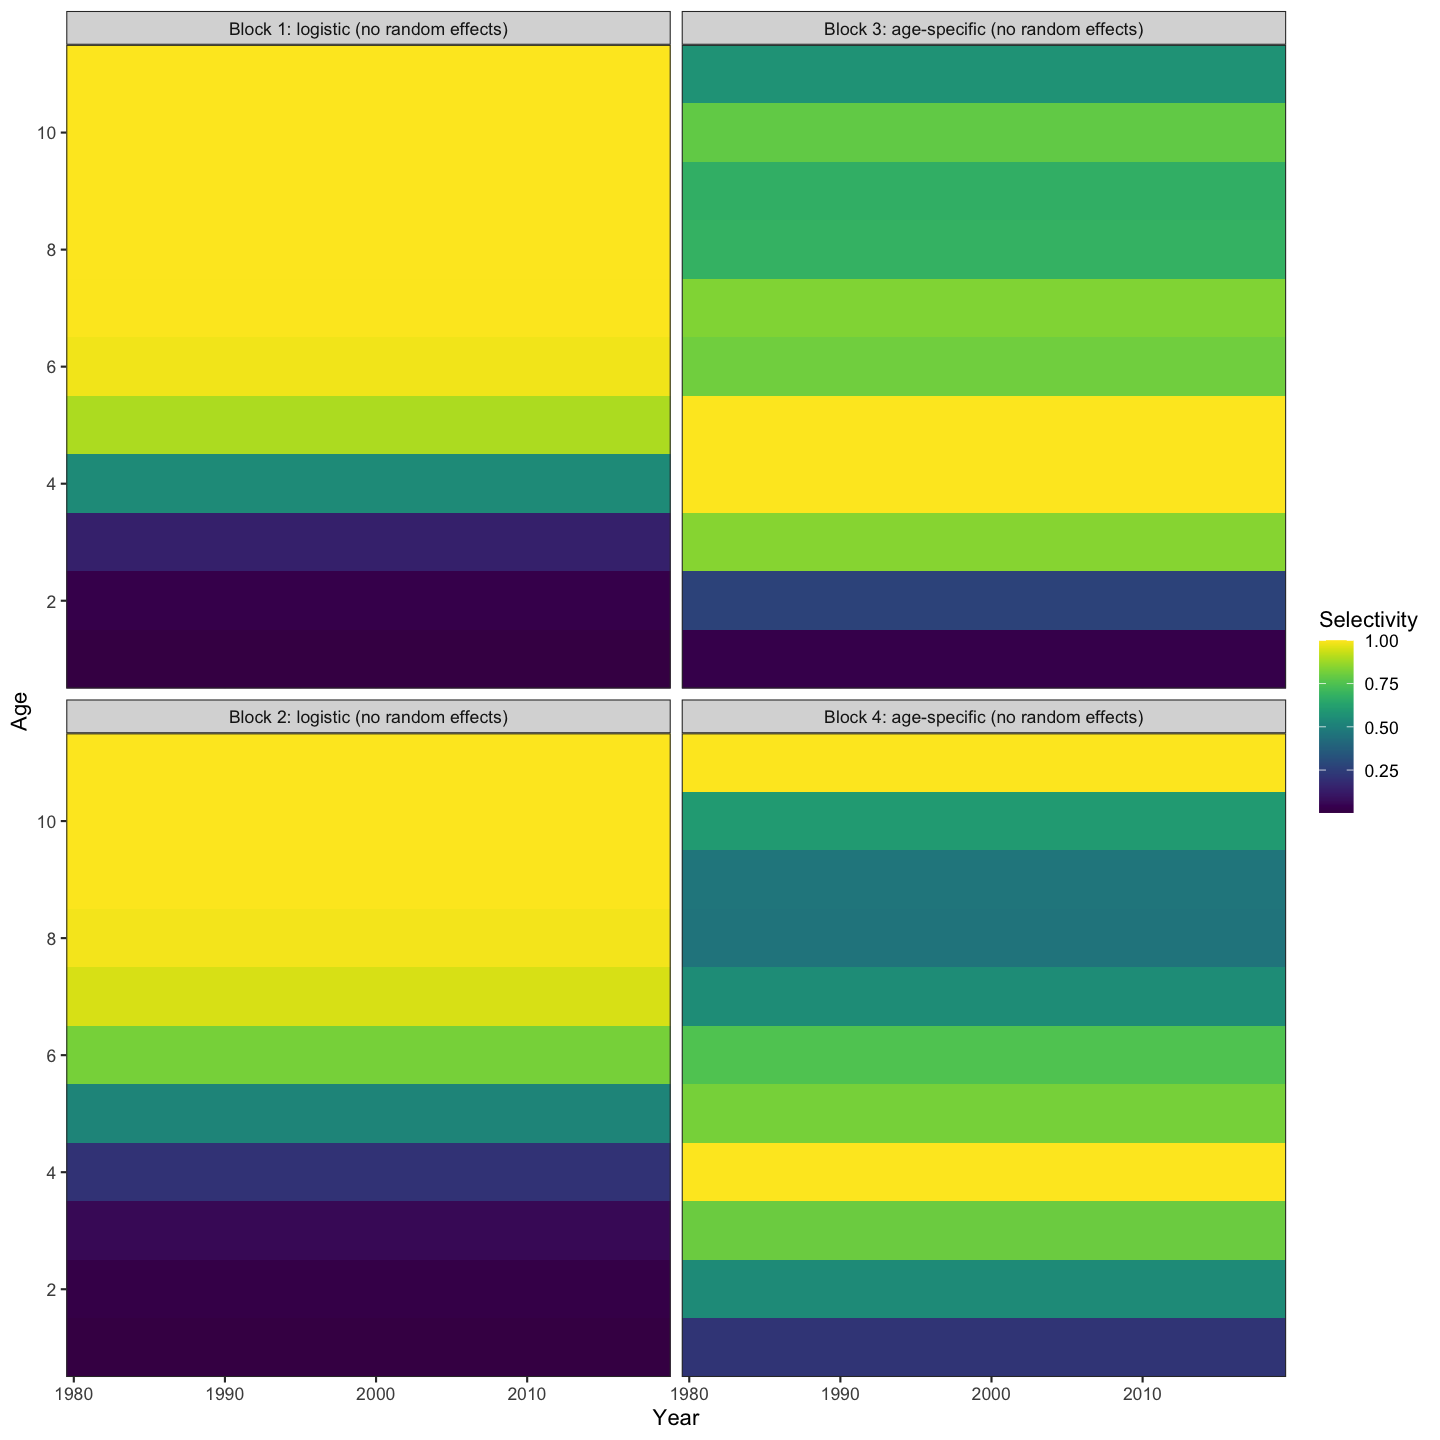 Block 1: logistic (no random effects)
Block 3: age-specific (no random effects)
10
8
6
4
2
Selectivity
1.00
0.75
0.50
0.25
Age
Block 2: logistic (no random effects)
Block 4: age-specific (no random effects)
10
8
6
4
2
1980 1990 2000 2010 1980 1990 2000 2010
Year